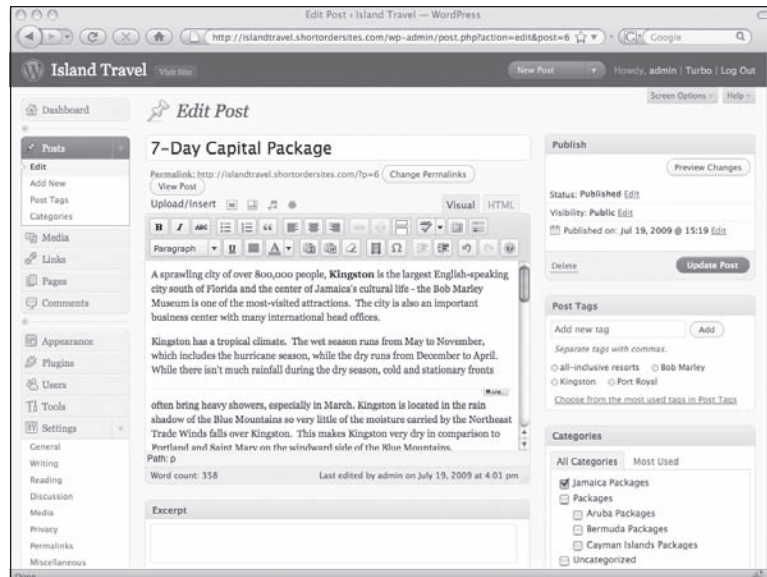 Edit Post ‹ Island Travel — WordPress
http://islandtravel.shortordersites.com/wp-admin/post.php?action=edit&post=6
Google
Island Travel
Visit Site
New Post
Howdy, admin | Turbo | Log Out
Screen Options
Help
Dashboard
Posts
Edit
Add New
Post Tags
Categories
Media
Links
Pages
Comments
Appearance
Plugins
Users
Tools
Settings
General
Writing
Reading
Discussion
Media
Privacy
Permalinks
Miscellaneous
Edit Post
7-Day Capital Package
Permalink: http://islandtravel.shortordersites.com/?p=6 Change Permalinks
View Post
Upload/Insert
Visual HTML
B I ABC
Paragraph U A Ω
A sprawling city of over 800,000 people, Kingston is the largest English-speaking
city south of Florida and the center of Jamaica's cultural life - the Bob Marley
Museum is one of the most-visited attractions. The city is also an important
business center with many international head offices.
Kingston has a tropical climate. The wet season runs from May to November,
which includes the hurricane season, while the dry runs from December to April.
While there isn't much rainfall during the dry season, cold and stationary fronts
More...
often bring heavy showers, especially in March. Kingston is located in the rain
shadow of the Blue Mountains so very little of the moisture carried by the Northeast
Trade Winds falls over Kingston. This makes Kingston very dry in comparison to
Portland and Saint Mary on the windward side of the Blue Mountains.
Path: p
Word count: 358
Last edited by admin on July 19, 2009 at 4:01 pm
Excerpt
Publish
Preview Changes
Status: Published Edit
Visibility: Public Edit
Published on: Jul 19, 2009 @ 15:19 Edit
Delete
Update Post
Post Tags
Add new tag
Add
Separate tags with commas.
all-inclusive resorts Bob Marley
Kingston Port Royal
Choose from the most used tags in Post Tags
Categories
All Categories Most Used
Jamaica Packages
Packages
Aruba Packages
Bermuda Packages
Cayman Islands Packages
Uncategorized
Done